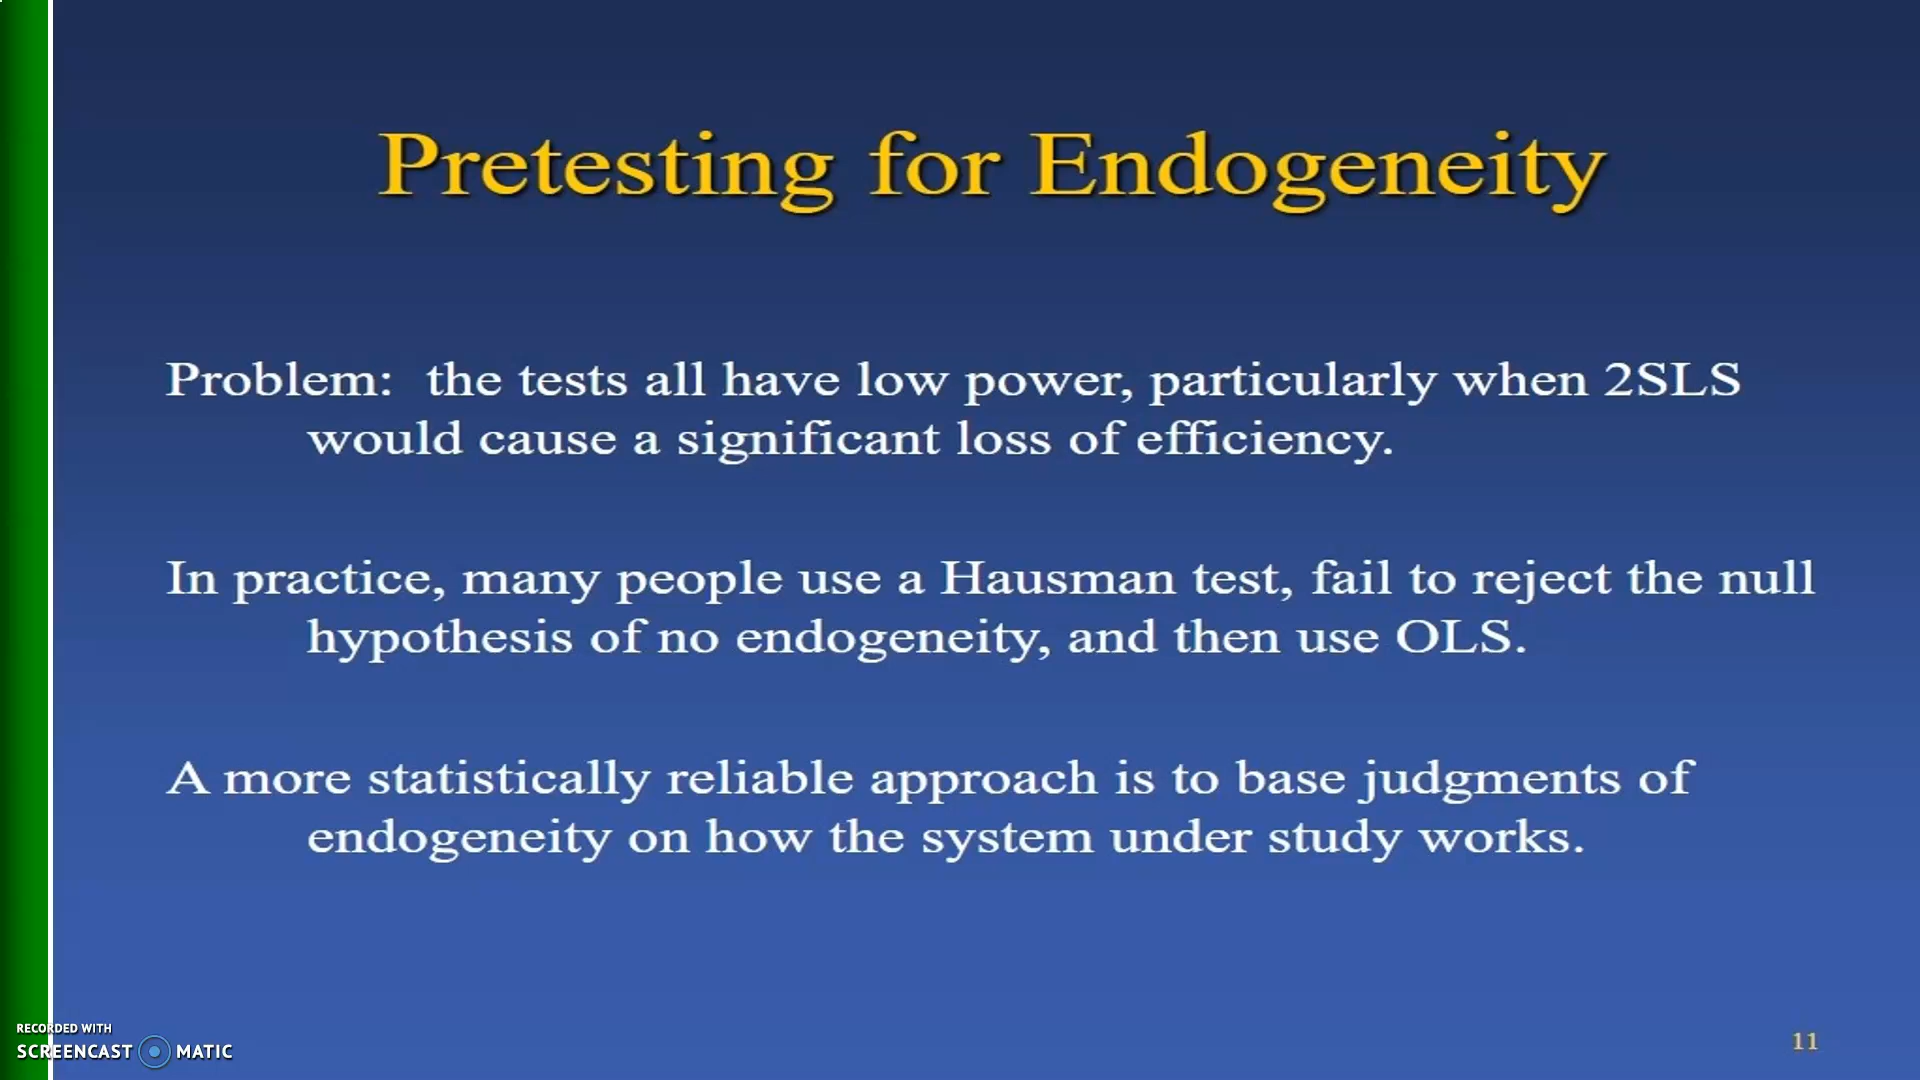 Pretesting for Endogeneity
Problem: the tests all have low power, particularly when 2SLS
would cause a significant loss of efficiency.
In practice, many people use a Hausman test, fail to reject the null
hypothesis of no endogeneity, and then use OLS.
A more statistically reliable approach is to base judgments of
endogeneity on how the system under study works.
RECORDED WITH
SCREENCAST MATIC
11